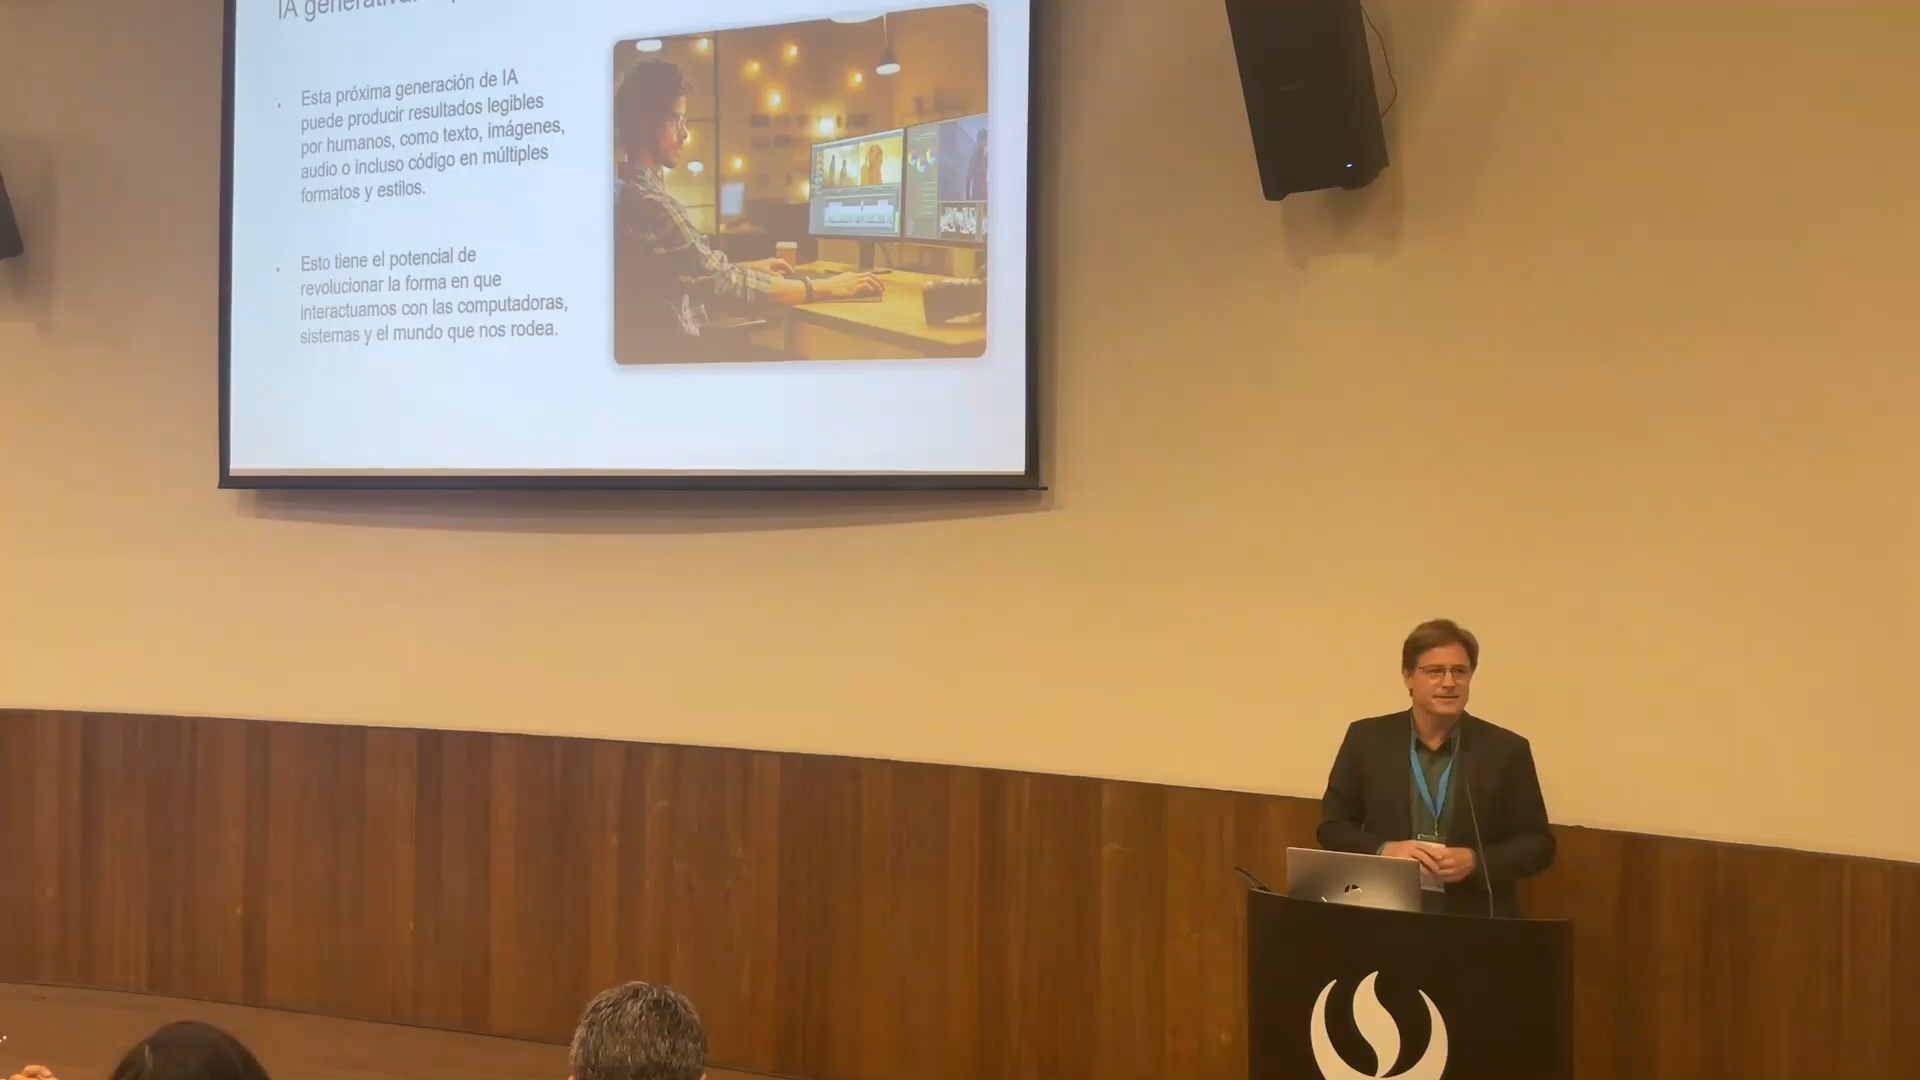 IA generativa:
Esta próxima generación de IA
puede producir resultados legibles
por humanos, como texto, imágenes,
audio o incluso código en múltiples
formatos y estilos.
Esto tiene el potencial de
revolucionar la forma en que
interactuamos con las computadoras,
sistemas y el mundo que nos rodea.